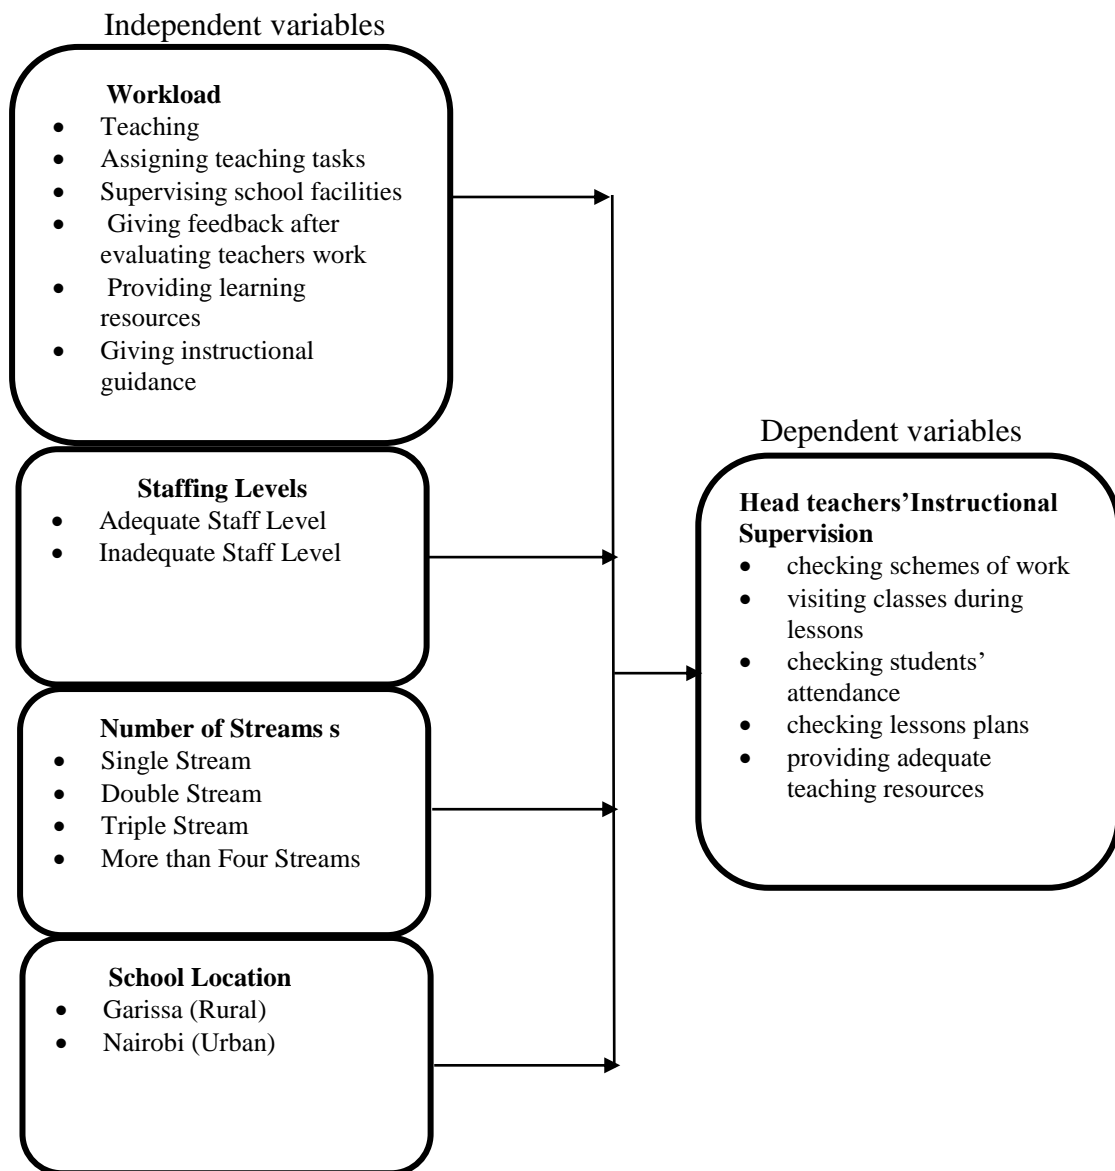 Independent variables
Workload
• Teaching
• Assigning teaching tasks
• Supervising school facilities
• Giving feedback after
evaluating teachers work
• Providing learning
resources
• Giving instructional
guidance
Staffing Levels
• Adequate Staff Level
• Inadequate Staff Level
Number of Streams s
• Single Stream
• Double Stream
• Triple Stream
• More than Four Streams
School Location
• Garissa (Rural)
• Nairobi (Urban)
Dependent variables
Head teachers’Instructional
Supervision
• checking schemes of work
• visiting classes during
lessons
• checking students’
attendance
• checking lessons plans
• providing adequate
teaching resources